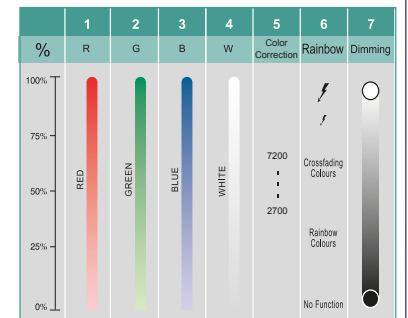 1 2 3 4 5 6 7
% R G B W Color Correction Rainbow Dimming
100%
75%
50%
25%
0%
RED
GREEN
BLUE
WHITE
7200
2700
Crossfading
Colours
Rainbow
Colours
No Function